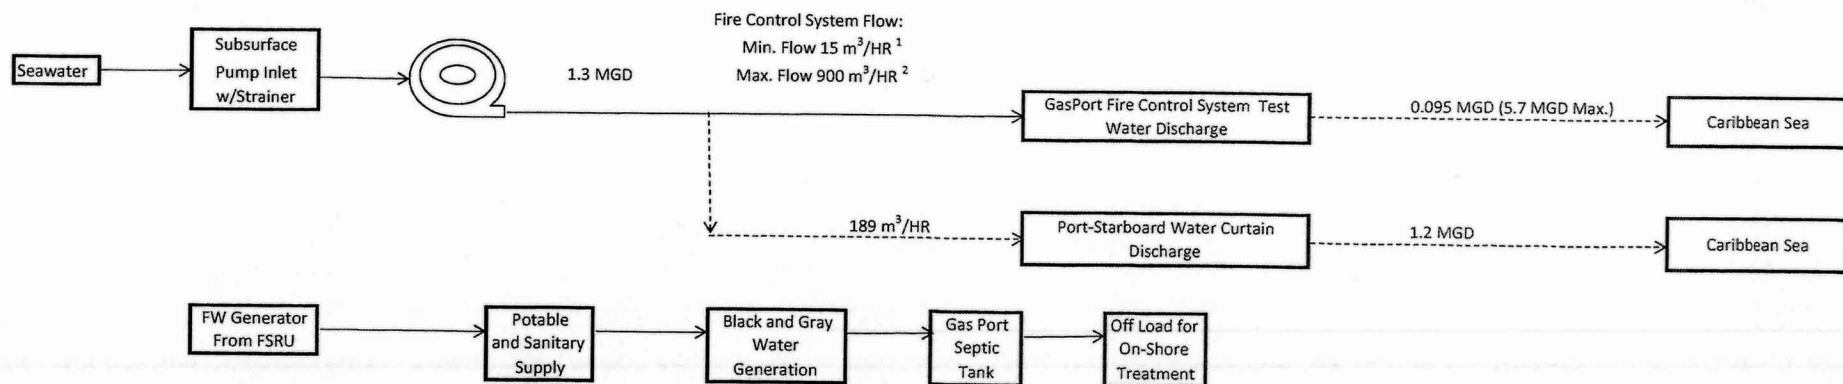 Fire Control System Flow:
Min. Flow 15 m³/HR ¹
Max. Flow 900 m³/HR ²
Seawater
Subsurface
Pump Inlet
w/Strainer
1.3 MGD
GasPort Fire Control System Test
Water Discharge
0.095 MGD (5.7 MGD Max.)
Caribbean Sea
189 m³/HR
Port-Starboard Water Curtain
Discharge
1.2 MGD
Caribbean Sea
FW Generator
From FSRU
Potable
and Sanitary
Supply
Black and Gray
Water
Generation
Gas Port
Septic
Tank
Off Load for
On-Shore
Treatment